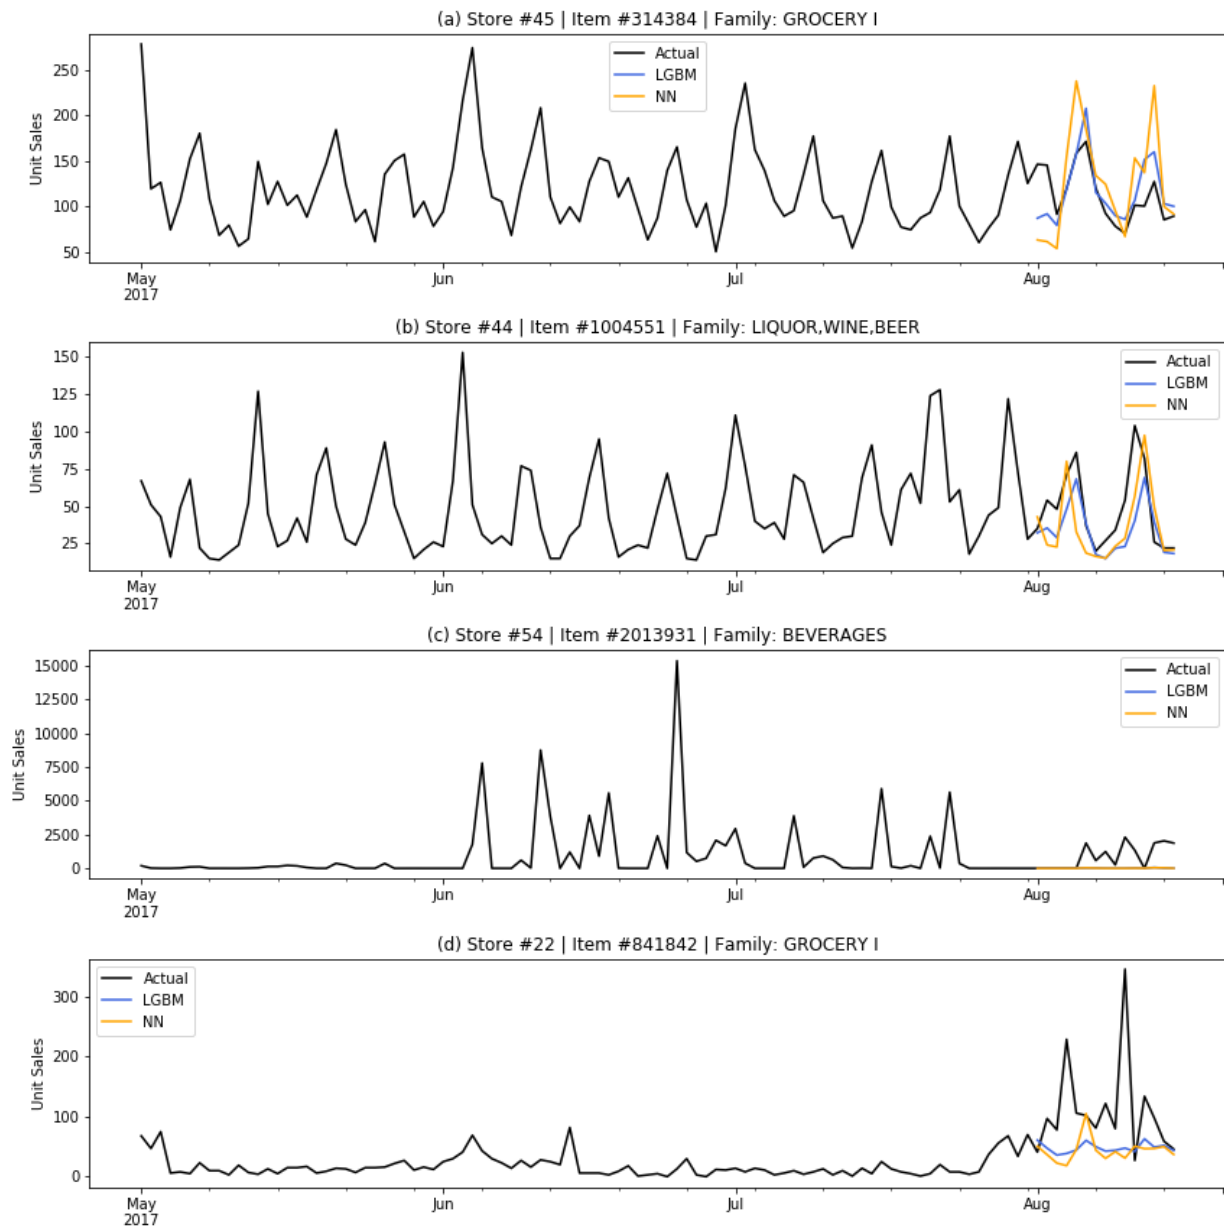 (a) Store #45 | Item #314384 | Family: GROCERY I
Actual
LGBM
NN
250
200
150
100
50
Unit Sales
May
2017
Jun
Jul
Aug
(b) Store #44 | Item #1004551 | Family: LIQUOR,WINE,BEER
Actual
LGBM
NN
150
125
100
75
50
25
Unit Sales
May
2017
Jun
Jul
Aug
(c) Store #54 | Item #2013931 | Family: BEVERAGES
Actual
LGBM
NN
15000
12500
10000
7500
5000
2500
0
Unit Sales
May
2017
Jun
Jul
Aug
(d) Store #22 | Item #841842 | Family: GROCERY I
Actual
LGBM
NN
300
200
100
0
Unit Sales
May
2017
Jun
Jul
Aug